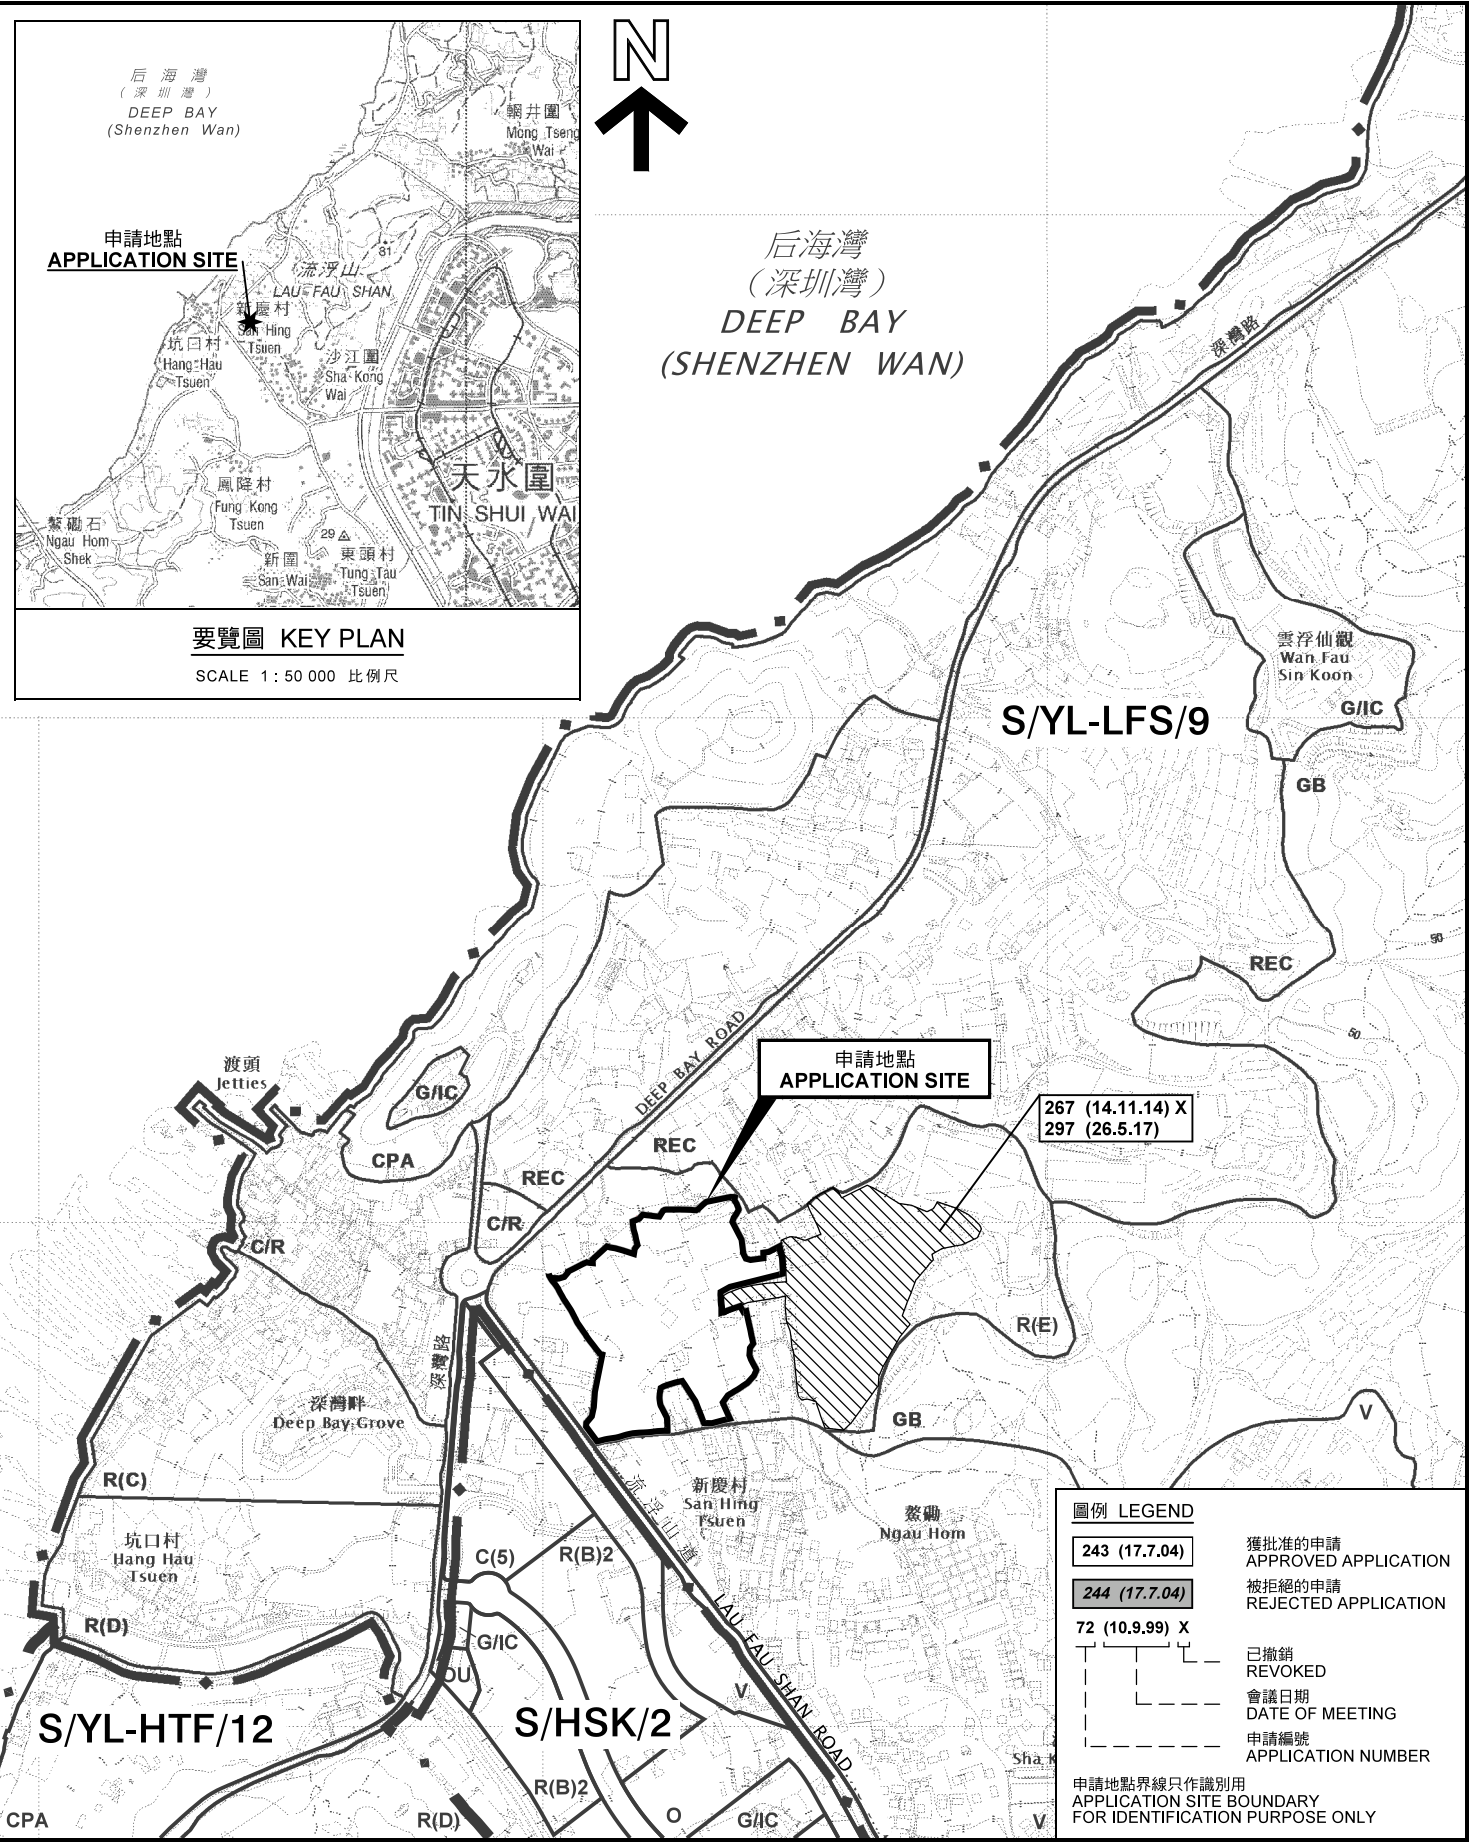 后海灣
(深圳灣)
DEEP BAY
(Shenzhen Wan)
輞井圍
Mong Tseng
Wai
申請地點
APPLICATION SITE
81
流浮山
LAU FAU SHAN
新慶村
San Hing
Tsuen
坑口村
Hang Hau
Tsuen
沙江圍
Sha Kong
Wai
天水圍
TIN SHUI WAI
鳳降村
Fung Kong
Tsuen
鰲磡石
Ngau Hom
Shek
29
新圍
San Wai
東頭村
Tung Tau
Tsuen
要覽圖 KEY PLAN
SCALE 1 : 50 000 比例尺
N
后海灣
(深圳灣)
DEEP BAY
(SHENZHEN WAN)
深灣路
雲浮仙觀
Wan Fau
Sin Koon
G/IC
S/YL-LFS/9
GB
50
REC
50
DEEP BAY ROAD
申請地點
APPLICATION SITE
267 (14.11.14) X
297 (26.5.17)
渡頭
Jetties
G/IC
CPA
REC
REC
C/R
C/R
R(E)
深灣路
深灣畔
Deep Bay Grove
GB
V
R(C)
新慶村
San Hing
Tsuen
鰲磡
Ngau Hom
流浮山道
坑口村
Hang Hau
Tsuen
C(5)
R(B)2
R(D)
G/IC
OU
LAU FAU SHAN ROAD
V
S/YL-HTF/12
S/HSK/2
Sha K
R(B)2
CPA
R(D)
O
G/IC
V
圖例 LEGEND
243 (17.7.04)
獲批准的申請
APPROVED APPLICATION
244 (17.7.04)
被拒絕的申請
REJECTED APPLICATION
72 (10.9.99) X
已撤銷
REVOKED
會議日期
DATE OF MEETING
申請編號
APPLICATION NUMBER
申請地點界線只作識別用
APPLICATION SITE BOUNDARY
FOR IDENTIFICATION PURPOSE ONLY